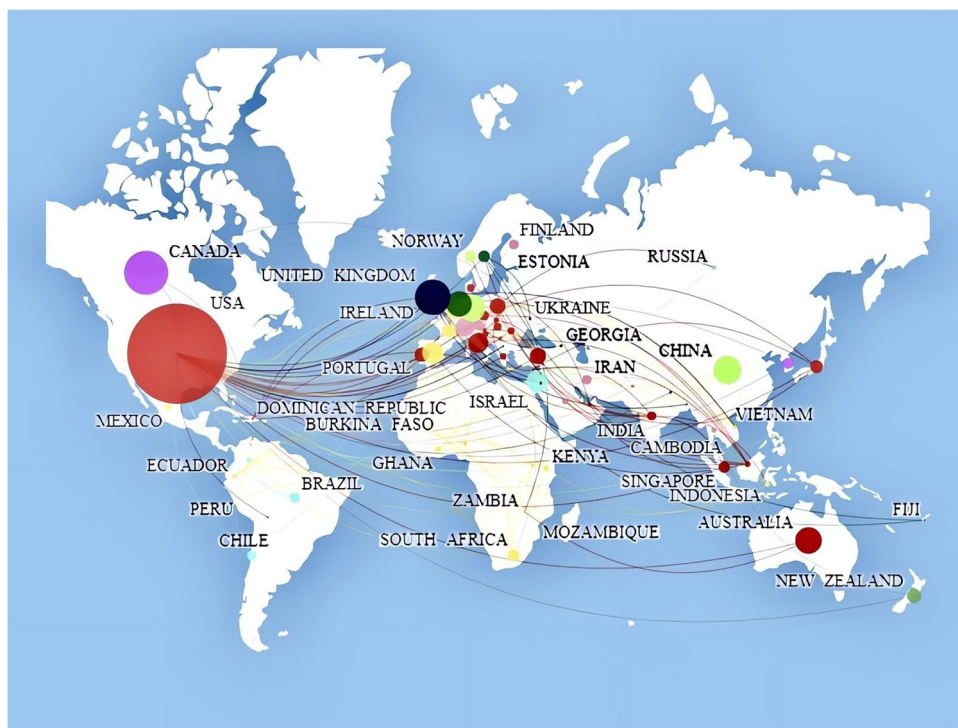 FINLAND
NORWAY
CANADA
RUSSIA
ESTONIA
UNITED KINGDOM
USA
UKRAINE
IRELAND
GEORGIA
CHINA
PORTUGAL
IRAN
ISRAEL
DOMINICAN REPUBLIC
VIETNAM
MEXICO
BURKINA FASO
INDIA
CAMBODIA
KENYA
GHANA
ECUADOR
SINGAPORE
BRAZIL
INDONESIA
ZAMBIA
PERU
FIJI
AUSTRALIA
MOZAMBIQUE
CHILE
SOUTH AFRICA
NEW ZEALAND